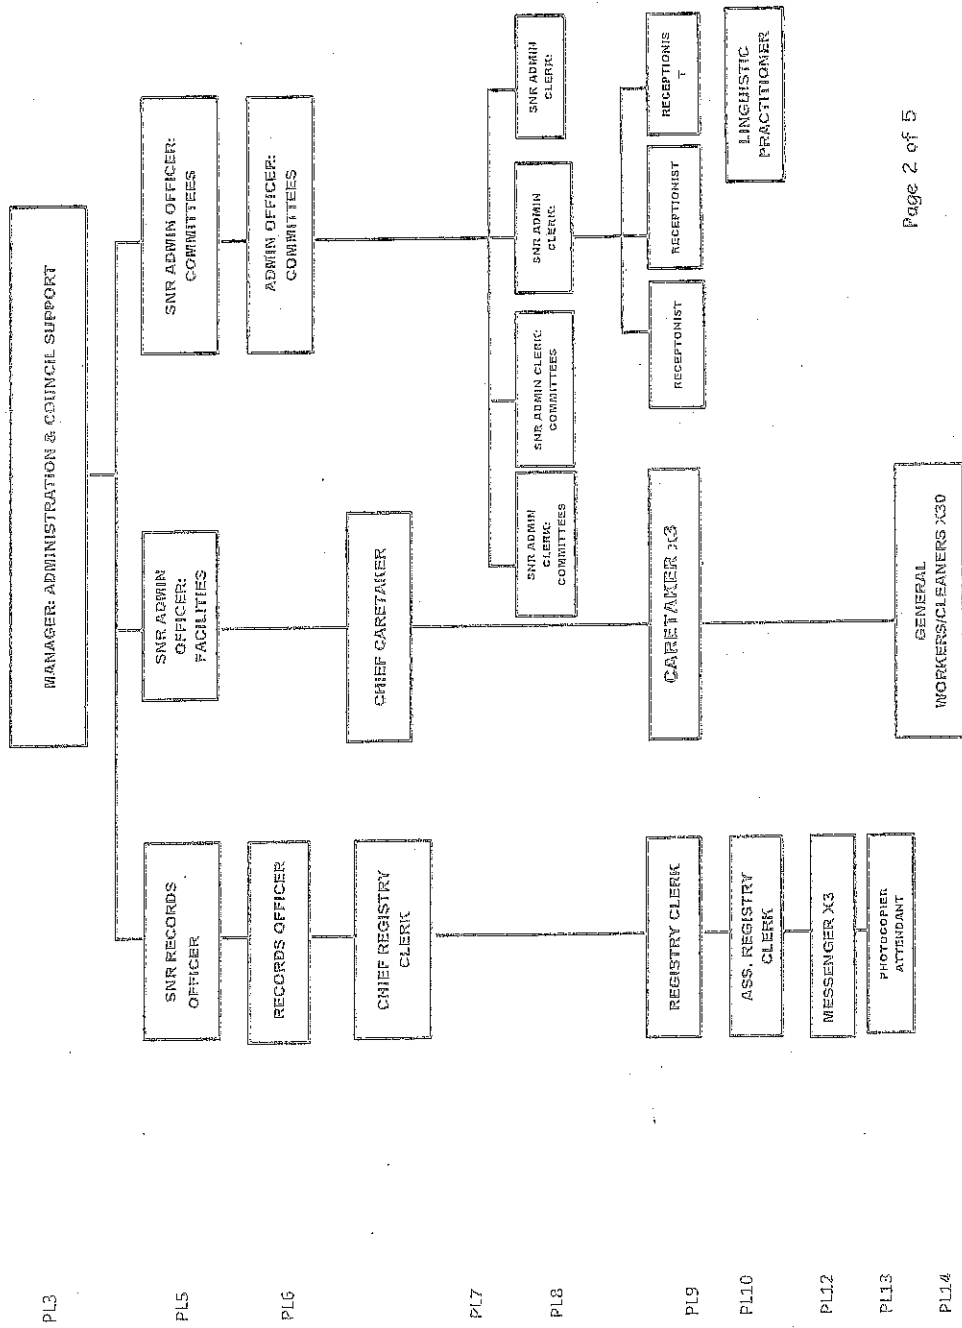 PL3
MANAGER: ADMINISTRATION & COUNCIL SUPPORT
PL5
SNR RECORDS
OFFICER
SNR ADMIN
OFFICER:
FACILITIES
SNR ADMIN OFFICER:
COMMITTEES
PL6
RECORDS OFFICER
ADMIN OFFICER:
COMMITTEES
CHIEF REGISTRY
CLERK
CHIEF CARETAKER
PL7
PL8
SNR ADMIN
CLERK:
COMMITTEES
SNR ADMIN CLERK:
COMMITTEES
SNR ADMIN
CLERK:
SNR ADMIN
CLERK:
PL9
REGISTRY CLERK
CARETAKER X3
RECEPTONIST
RECEPTIONIST
RECEPTIONIS
T
PL10
ASS. REGISTRY
CLERK
LINGUISTIC
PRACTITIONER
PL12
MESSENGER X3
PL13
PHOTOCOPIER
ATTENDANT
PL14
GENERAL
WORKERS/CLEANERS X30
Page 2 of 5